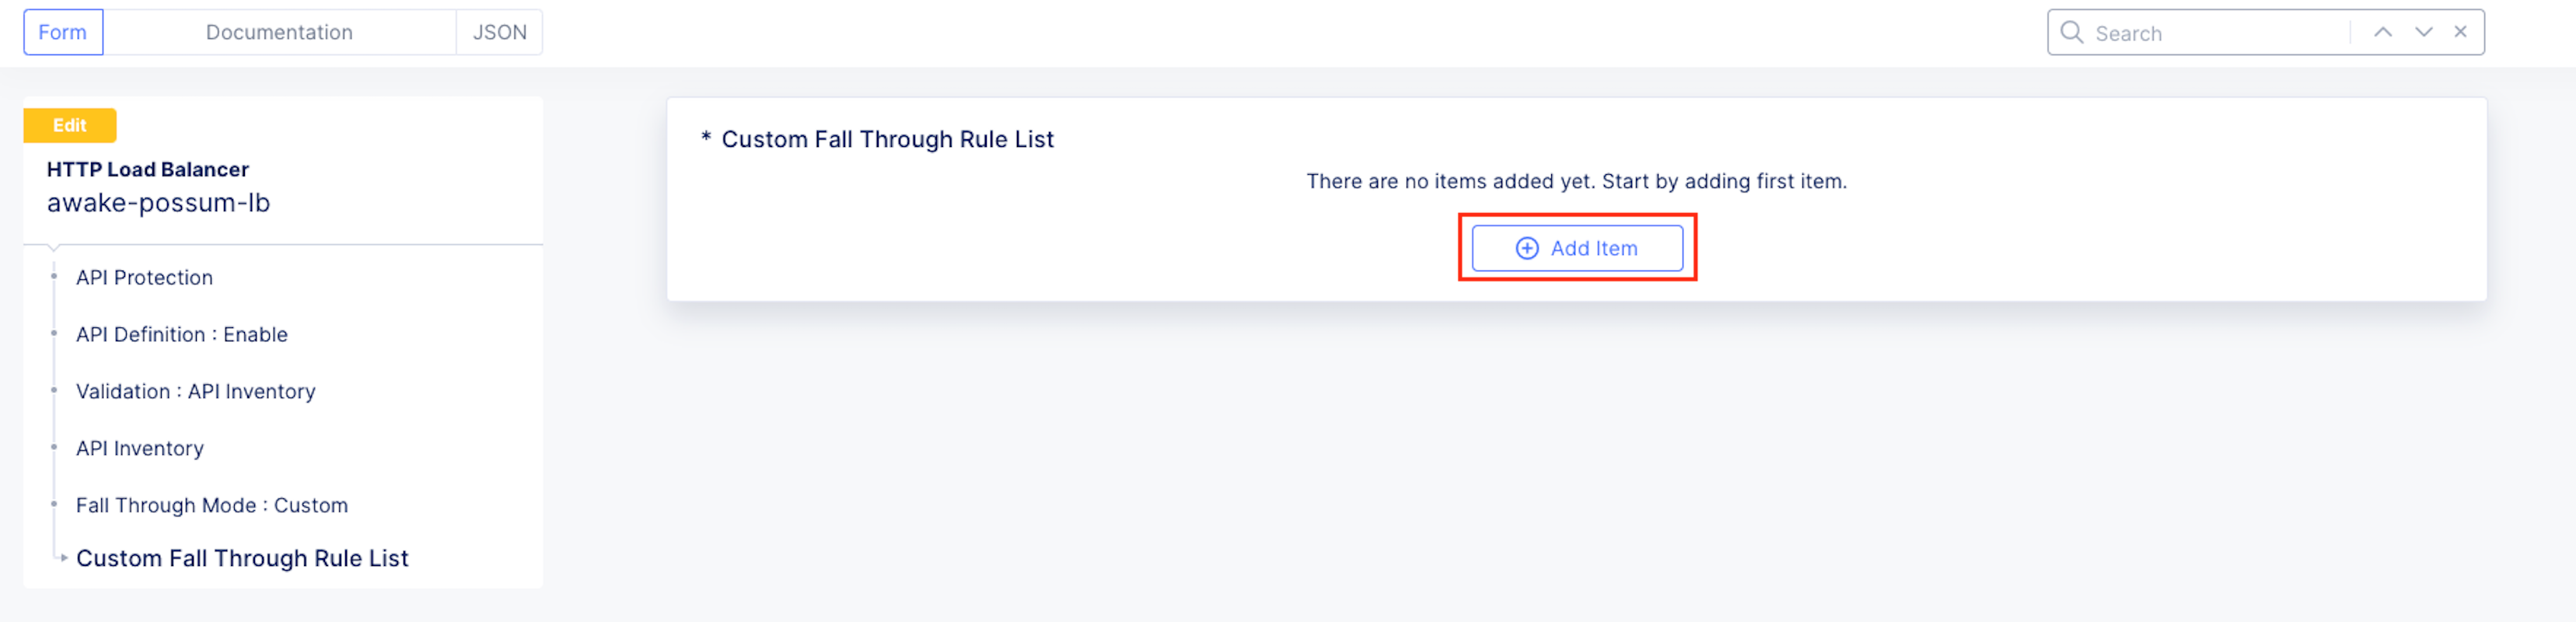 Form
Documentation
JSON
Search
Edit
HTTP Load Balancer
awake-possum-lb
API Protection
API Definition : Enable
Validation : API Inventory
API Inventory
Fall Through Mode : Custom
Custom Fall Through Rule List
* Custom Fall Through Rule List
There are no items added yet. Start by adding first item.
Add Item